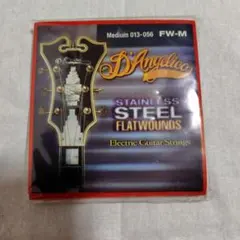 Medium 013-056 FW-M
D'Angelico
STAINLESS
STEEL
FLATWOUNDS
Electric Guitar Strings